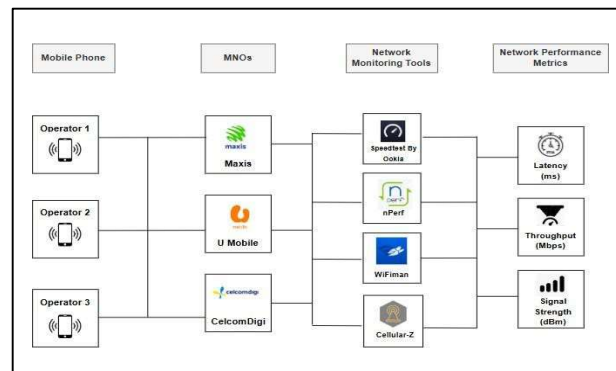 Mobile Phone
MNOs
Network
Monitoring Tools
Network Performance
Metrics
Operator 1
maxis
Maxis
Speedtest By
Ookla
Latency
(ms)
Operator 2
U Mobile
n
PERF
nPerf
Throughput
(Mbps)
WiFiman
Operator 3
celcomdigi
CelcomDigi
Cellular-Z
Signal
Strength
(dBm)